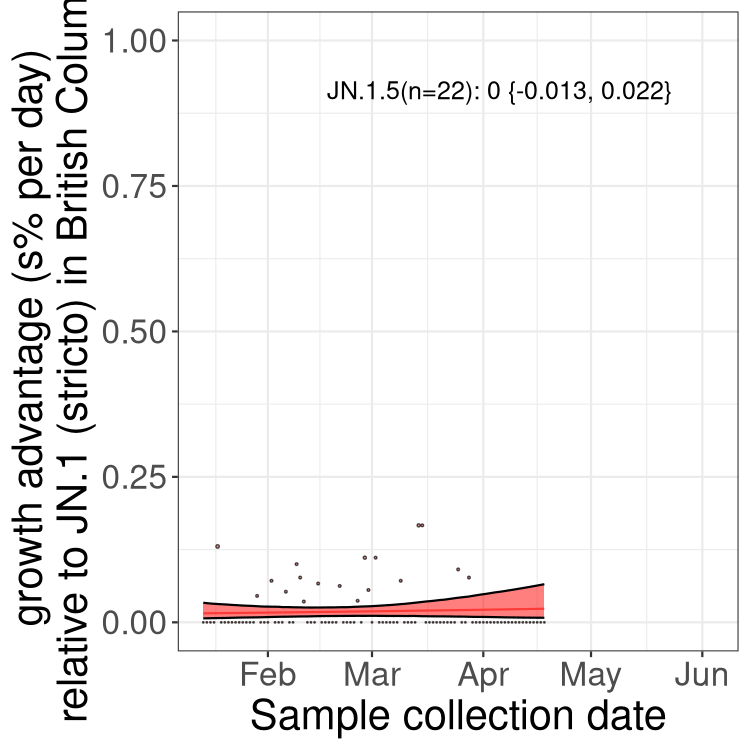 growth advantage (s% per day)
relative to JN.1 (stricto) in British Colum
1.00
0.75
0.50
0.25
0.00
JN.1.5(n=22): 0 {-0.013, 0.022}
Feb Mar Apr May Jun
Sample collection date